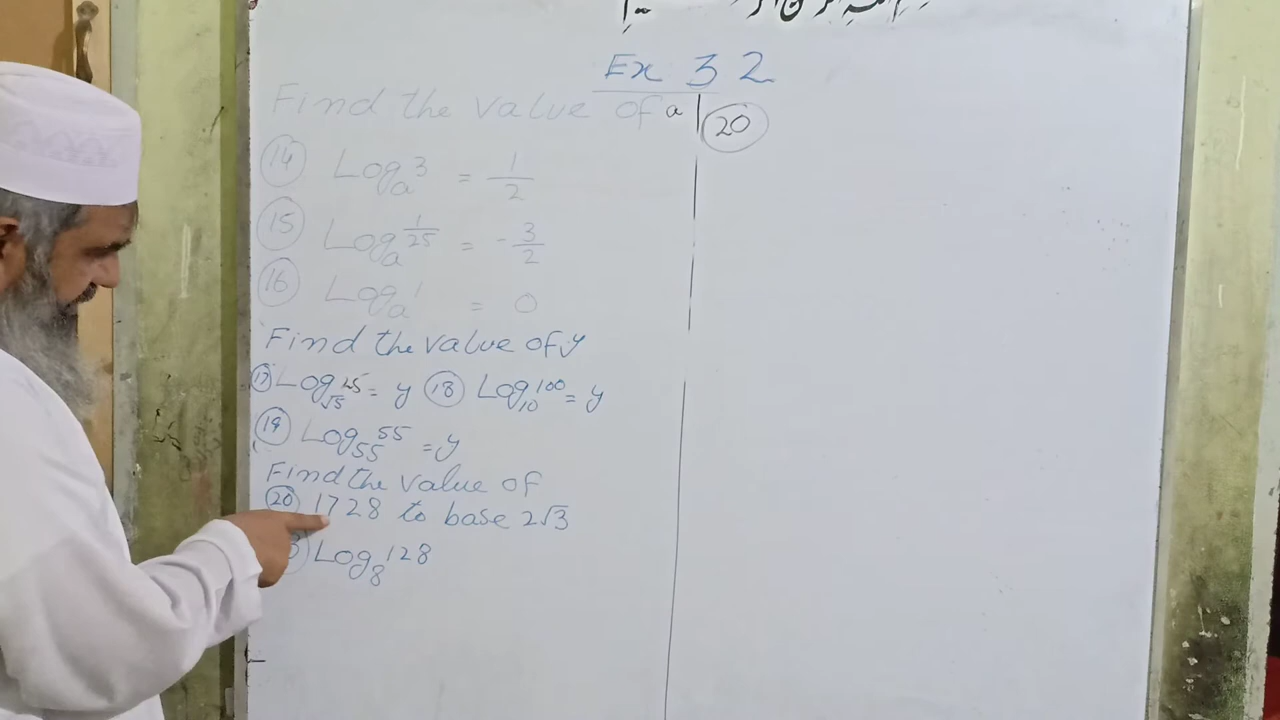 Ex 3 2
Find the value of a
20
14 Log_a 3 = 1/2
15 Log_a 1/25 = - 3/2
16 Log_a 1 = 0
Find the value of y
17 Log_√5 25 = y 18 Log_10 100 = y
19 Log_55 55 = y
Find the value of
20 1728 to base 2√3
Log_8 128